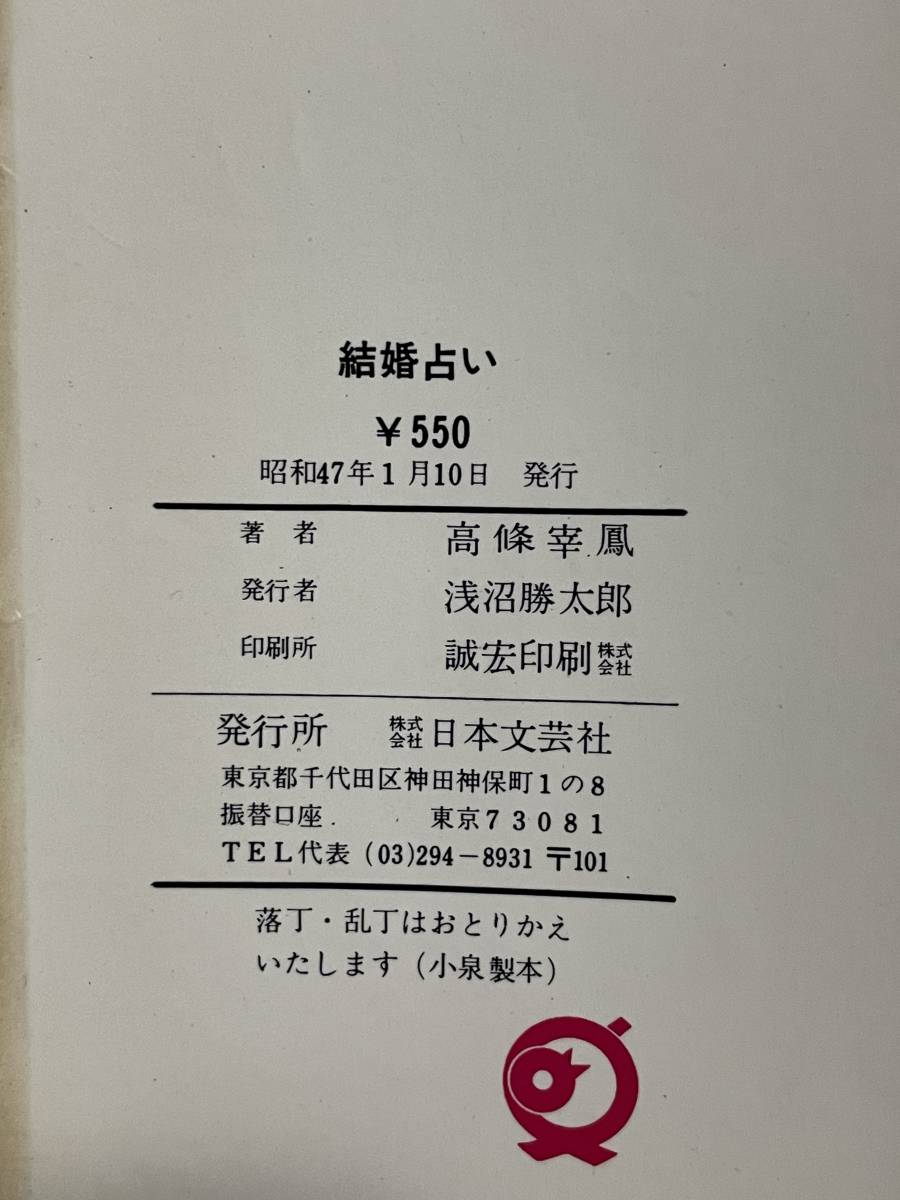 結婚占い
¥550
昭和47年1月10日 発行
著者 高條幸鳳
発行者 浅沼勝太郎
印刷所 誠宏印刷株式会社
発行所 株式会社日本文芸社
東京都千代田区神田神保町1の8
振替口座. 東京73081
TEL代表 (03)294-8931 〒101
落丁・乱丁はおとりかえ
いたします(小泉製本)